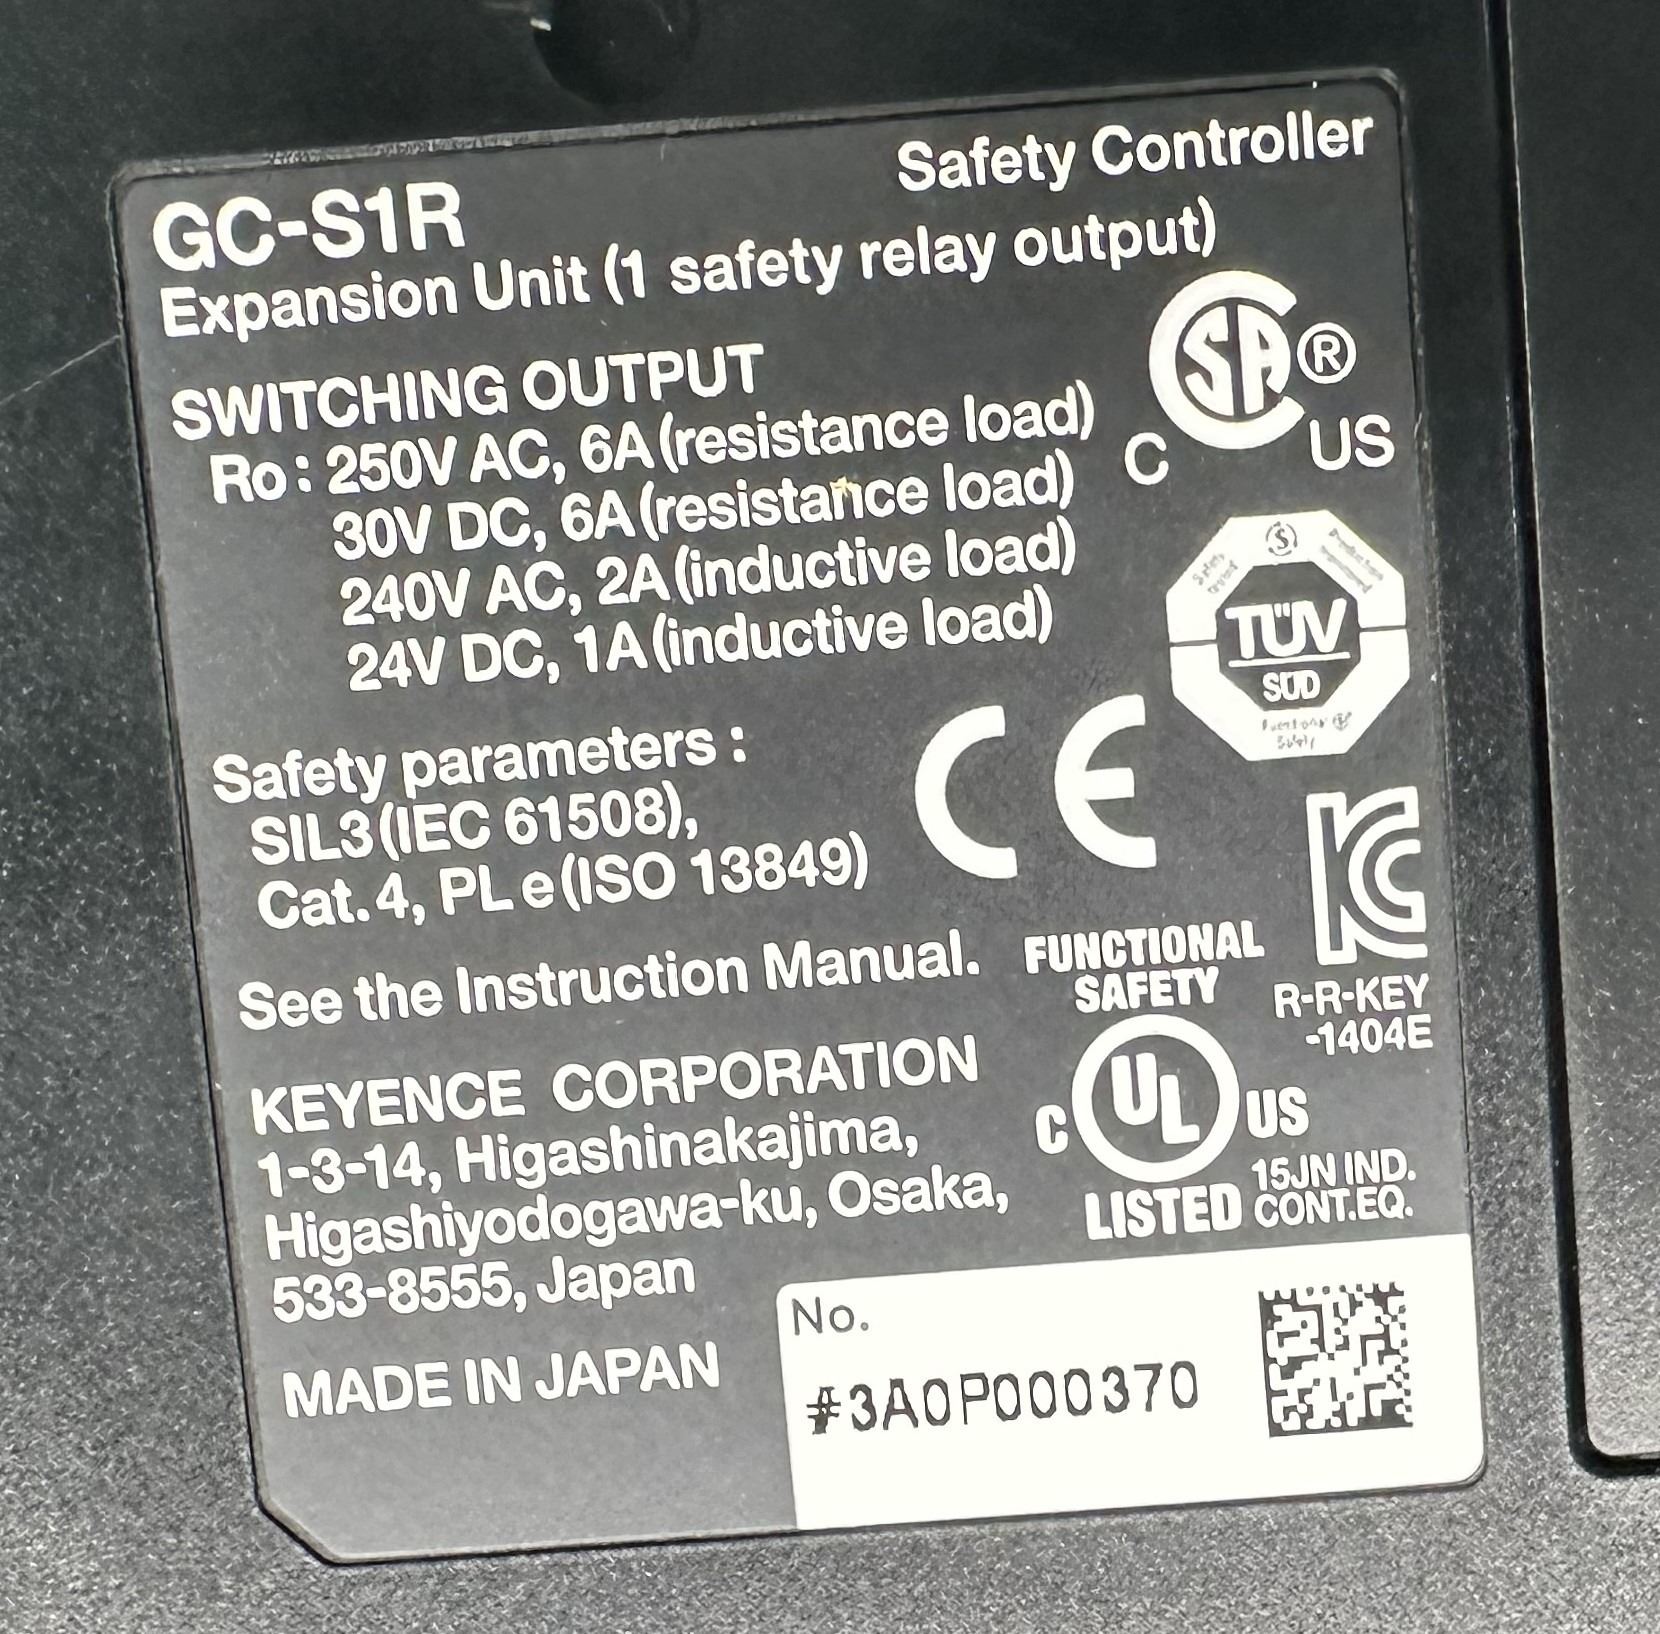 Safety Controller
GC-S1R
Expansion Unit (1 safety relay output)
SWITCHING OUTPUT
Ro: 250V AC, 6A (resistance load)
30V DC, 6A (resistance load)
240V AC, 2A (inductive load)
24V DC, 1A (inductive load)
C SA ® US
TÜV
SÜD
Safety parameters :
SIL3 (IEC 61508),
Cat. 4, PL e (ISO 13849)
CE
See the Instruction Manual.
FUNCTIONAL
SAFETY
R-R-KEY
-1404E
C UL US
LISTED
15JN IND.
CONT.EQ.
KEYENCE CORPORATION
1-3-14, Higashinakajima,
Higashiyodogawa-ku, Osaka,
533-8555, Japan
MADE IN JAPAN
No.
#3A0P000370